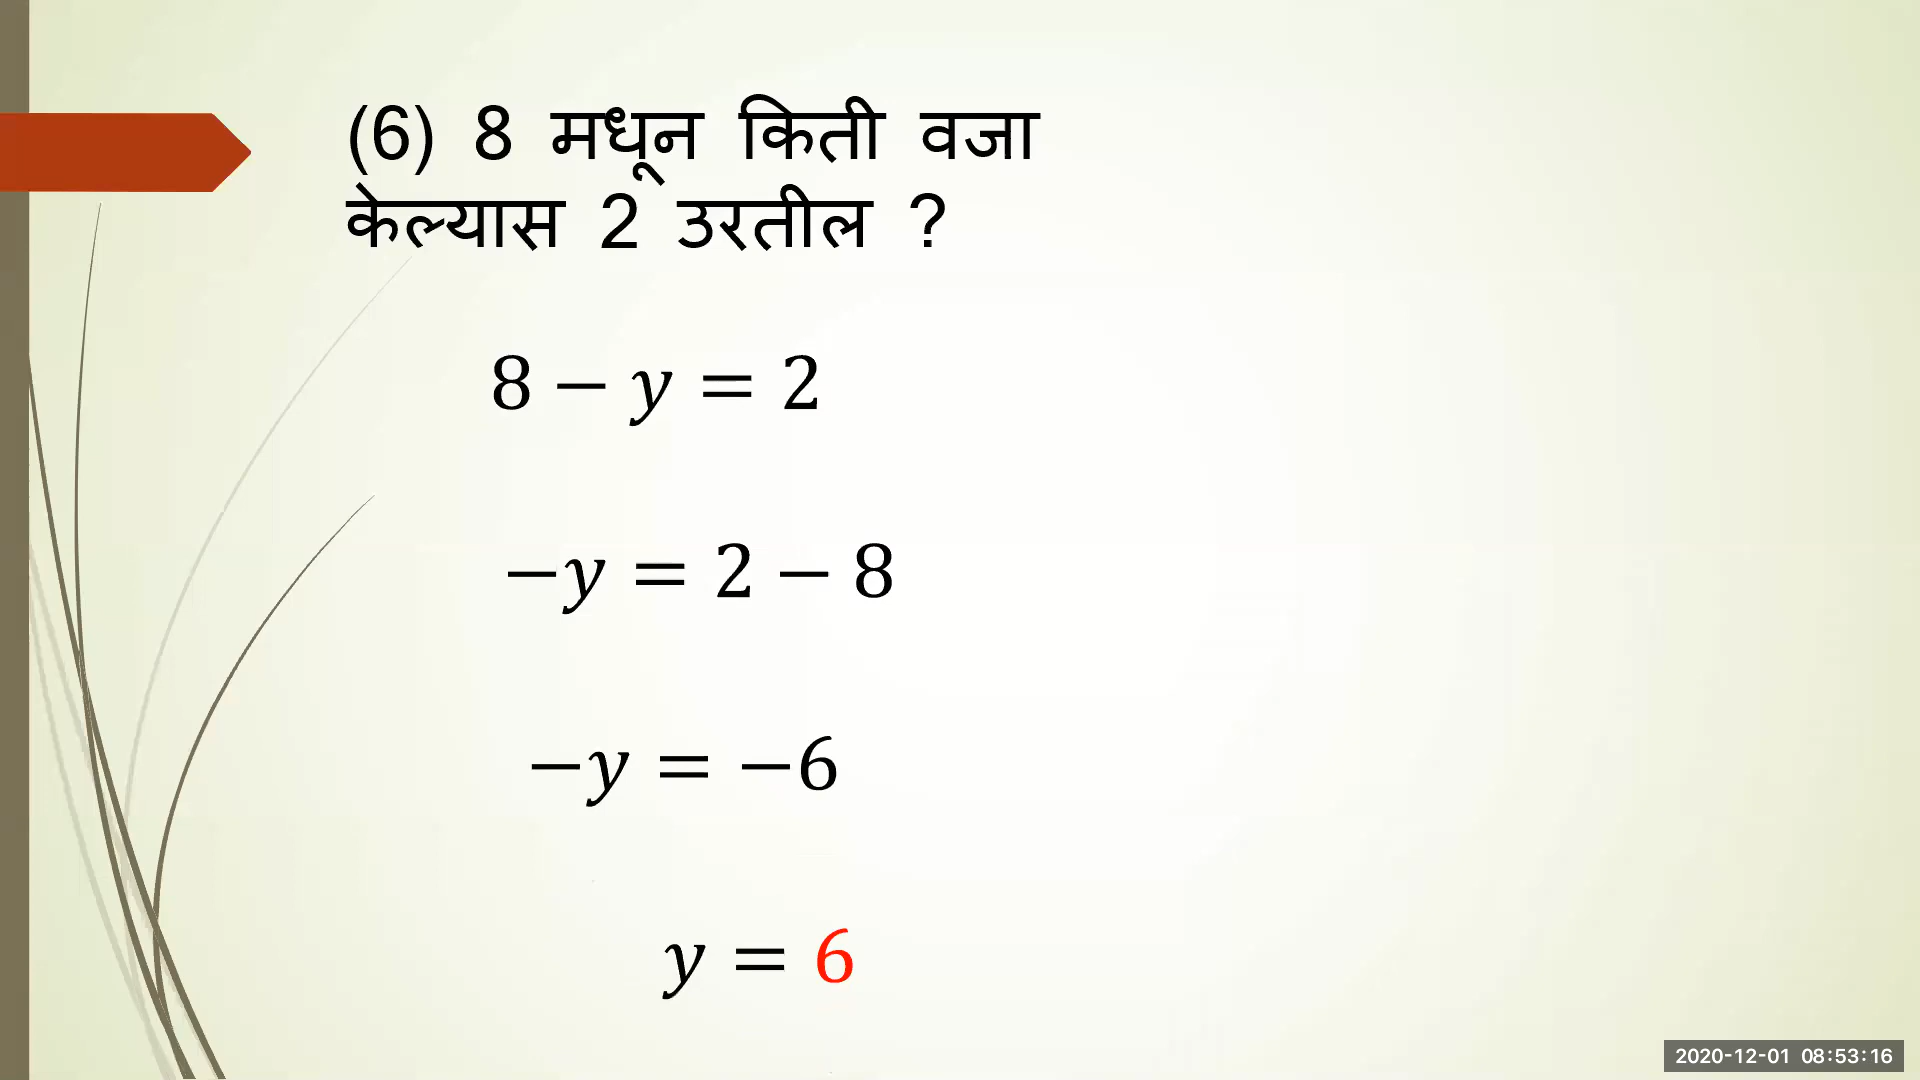 (6) 8 मधून किती वजा
केल्यास 2 उरतील ?
8 − y = 2
−y = 2 − 8
−y = −6
y = 6
2020-12-01 08:53:16